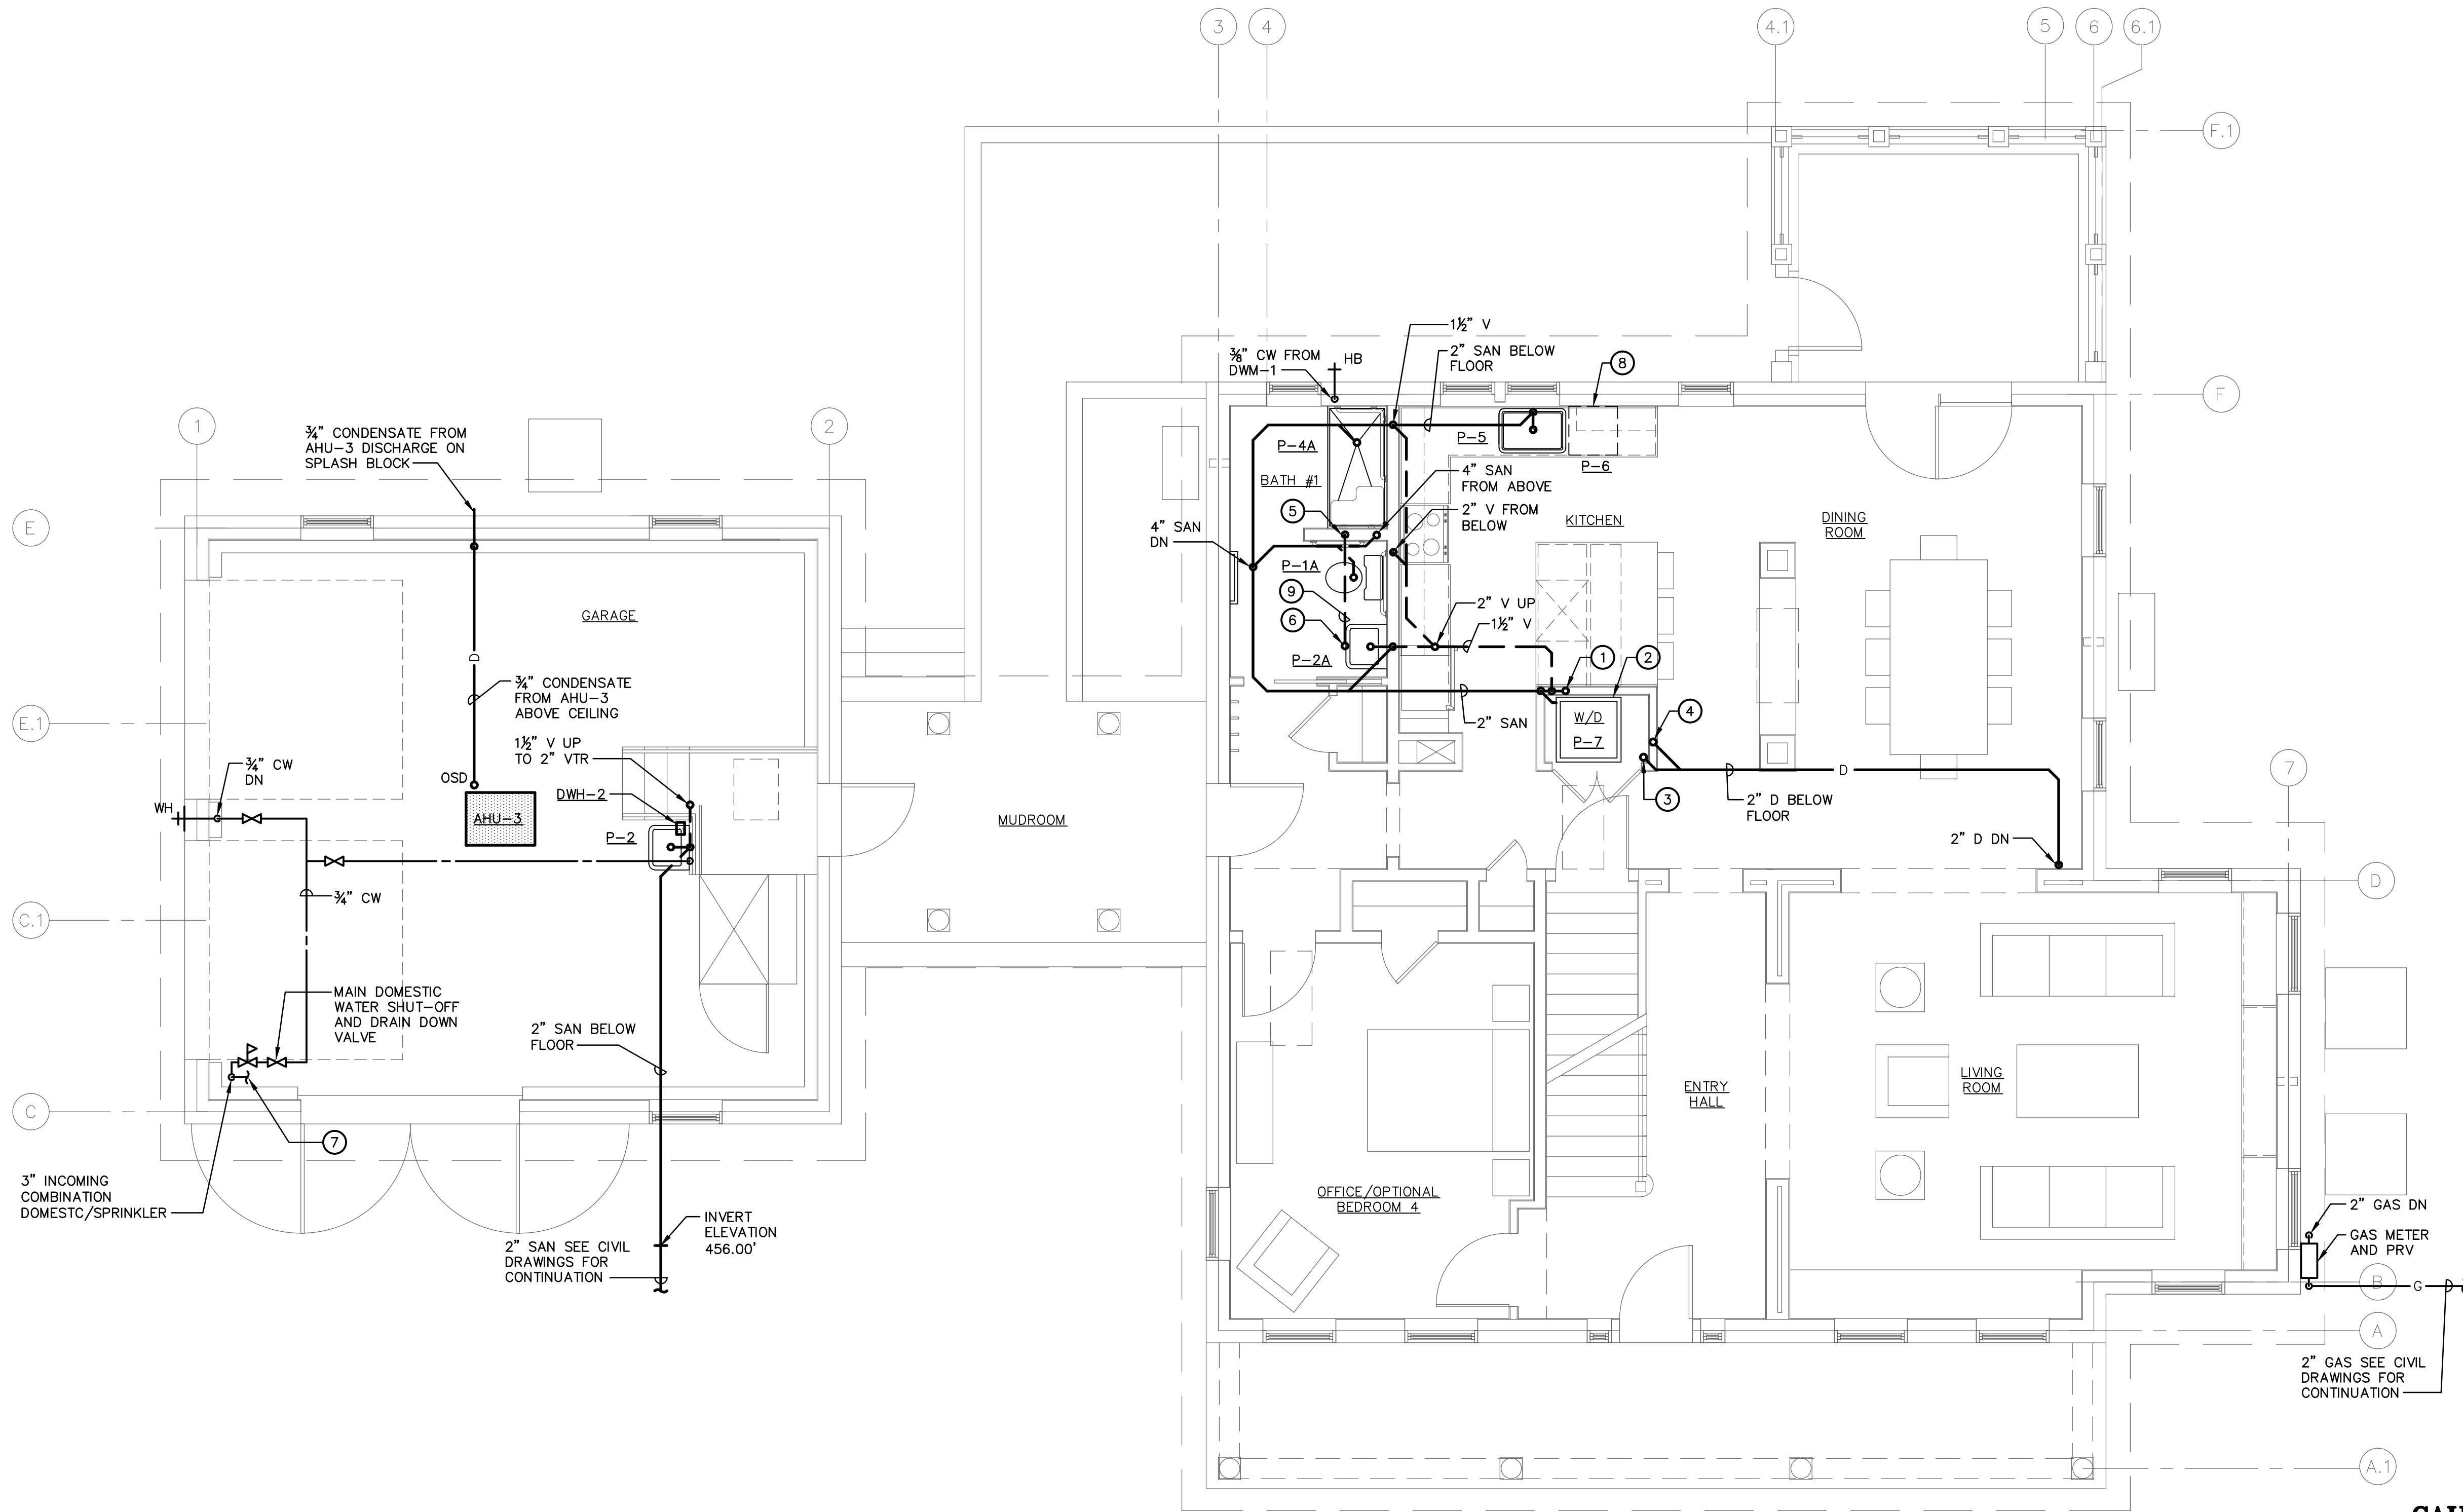 3
4
4.1
5
6
6.1
F.1
1½" V
⅜" CW FROM
DWM-1
HB
2" SAN BELOW
FLOOR
8
F
1
2
¾" CONDENSATE FROM
AHU-3 DISCHARGE ON
SPLASH BLOCK
P-4A
P-5
P-6
BATH #1
4" SAN
FROM ABOVE
5
2" V FROM
BELOW
KITCHEN
DINING
ROOM
E
4" SAN
DN
P-1A
9
6
2" V UP
1½" V
GARAGE
P-2A
1
2
D
¾" CONDENSATE
FROM AHU-3
ABOVE CEILING
W/D
P-7
4
2" SAN
E.1
1½" V UP
TO 2" VTR
¾" CW
DN
OSD
D
7
DWH-2
3
2" D BELOW
FLOOR
WH
AHU-3
P-2
MUDROOM
2" D DN
D
¾" CW
C.1
MAIN DOMESTIC
WATER SHUT-OFF
AND DRAIN DOWN
VALVE
2" SAN BELOW
FLOOR
ENTRY
HALL
LIVING
ROOM
C
7
3" INCOMING
COMBINATION
DOMESTC/SPRINKLER
OFFICE/OPTIONAL
BEDROOM 4
INVERT
ELEVATION
456.00'
2" SAN SEE CIVIL
DRAWINGS FOR
CONTINUATION
2" GAS DN
GAS METER
AND PRV
B
G
A
2" GAS SEE CIVIL
DRAWINGS FOR
CONTINUATION
A.1